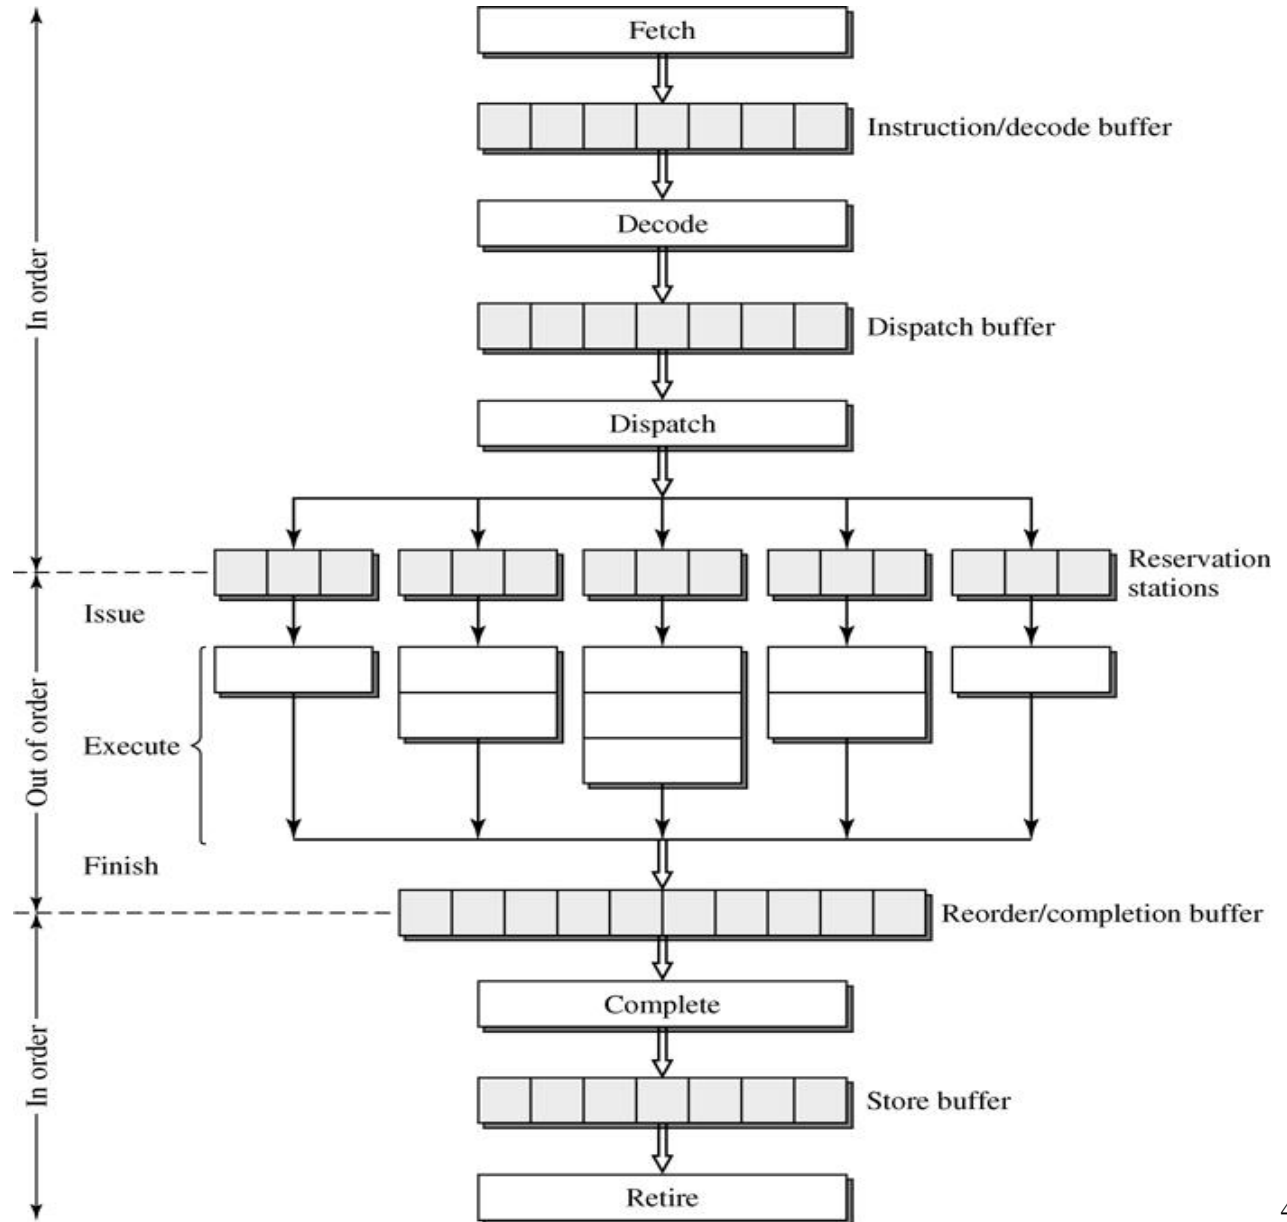 Fetch
Instruction/decode buffer
Decode
In order
Dispatch buffer
Dispatch
Reservation
stations
Issue
Out of order
Execute
Finish
Reorder/completion buffer
Complete
In order
Store buffer
Retire